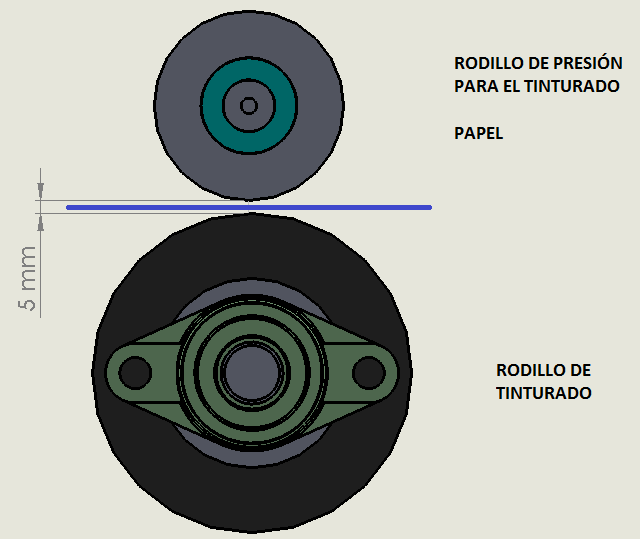 RODILLO DE PRESIÓN
PARA EL TINTURADO
PAPEL
5 mm
RODILLO DE
TINTURADO